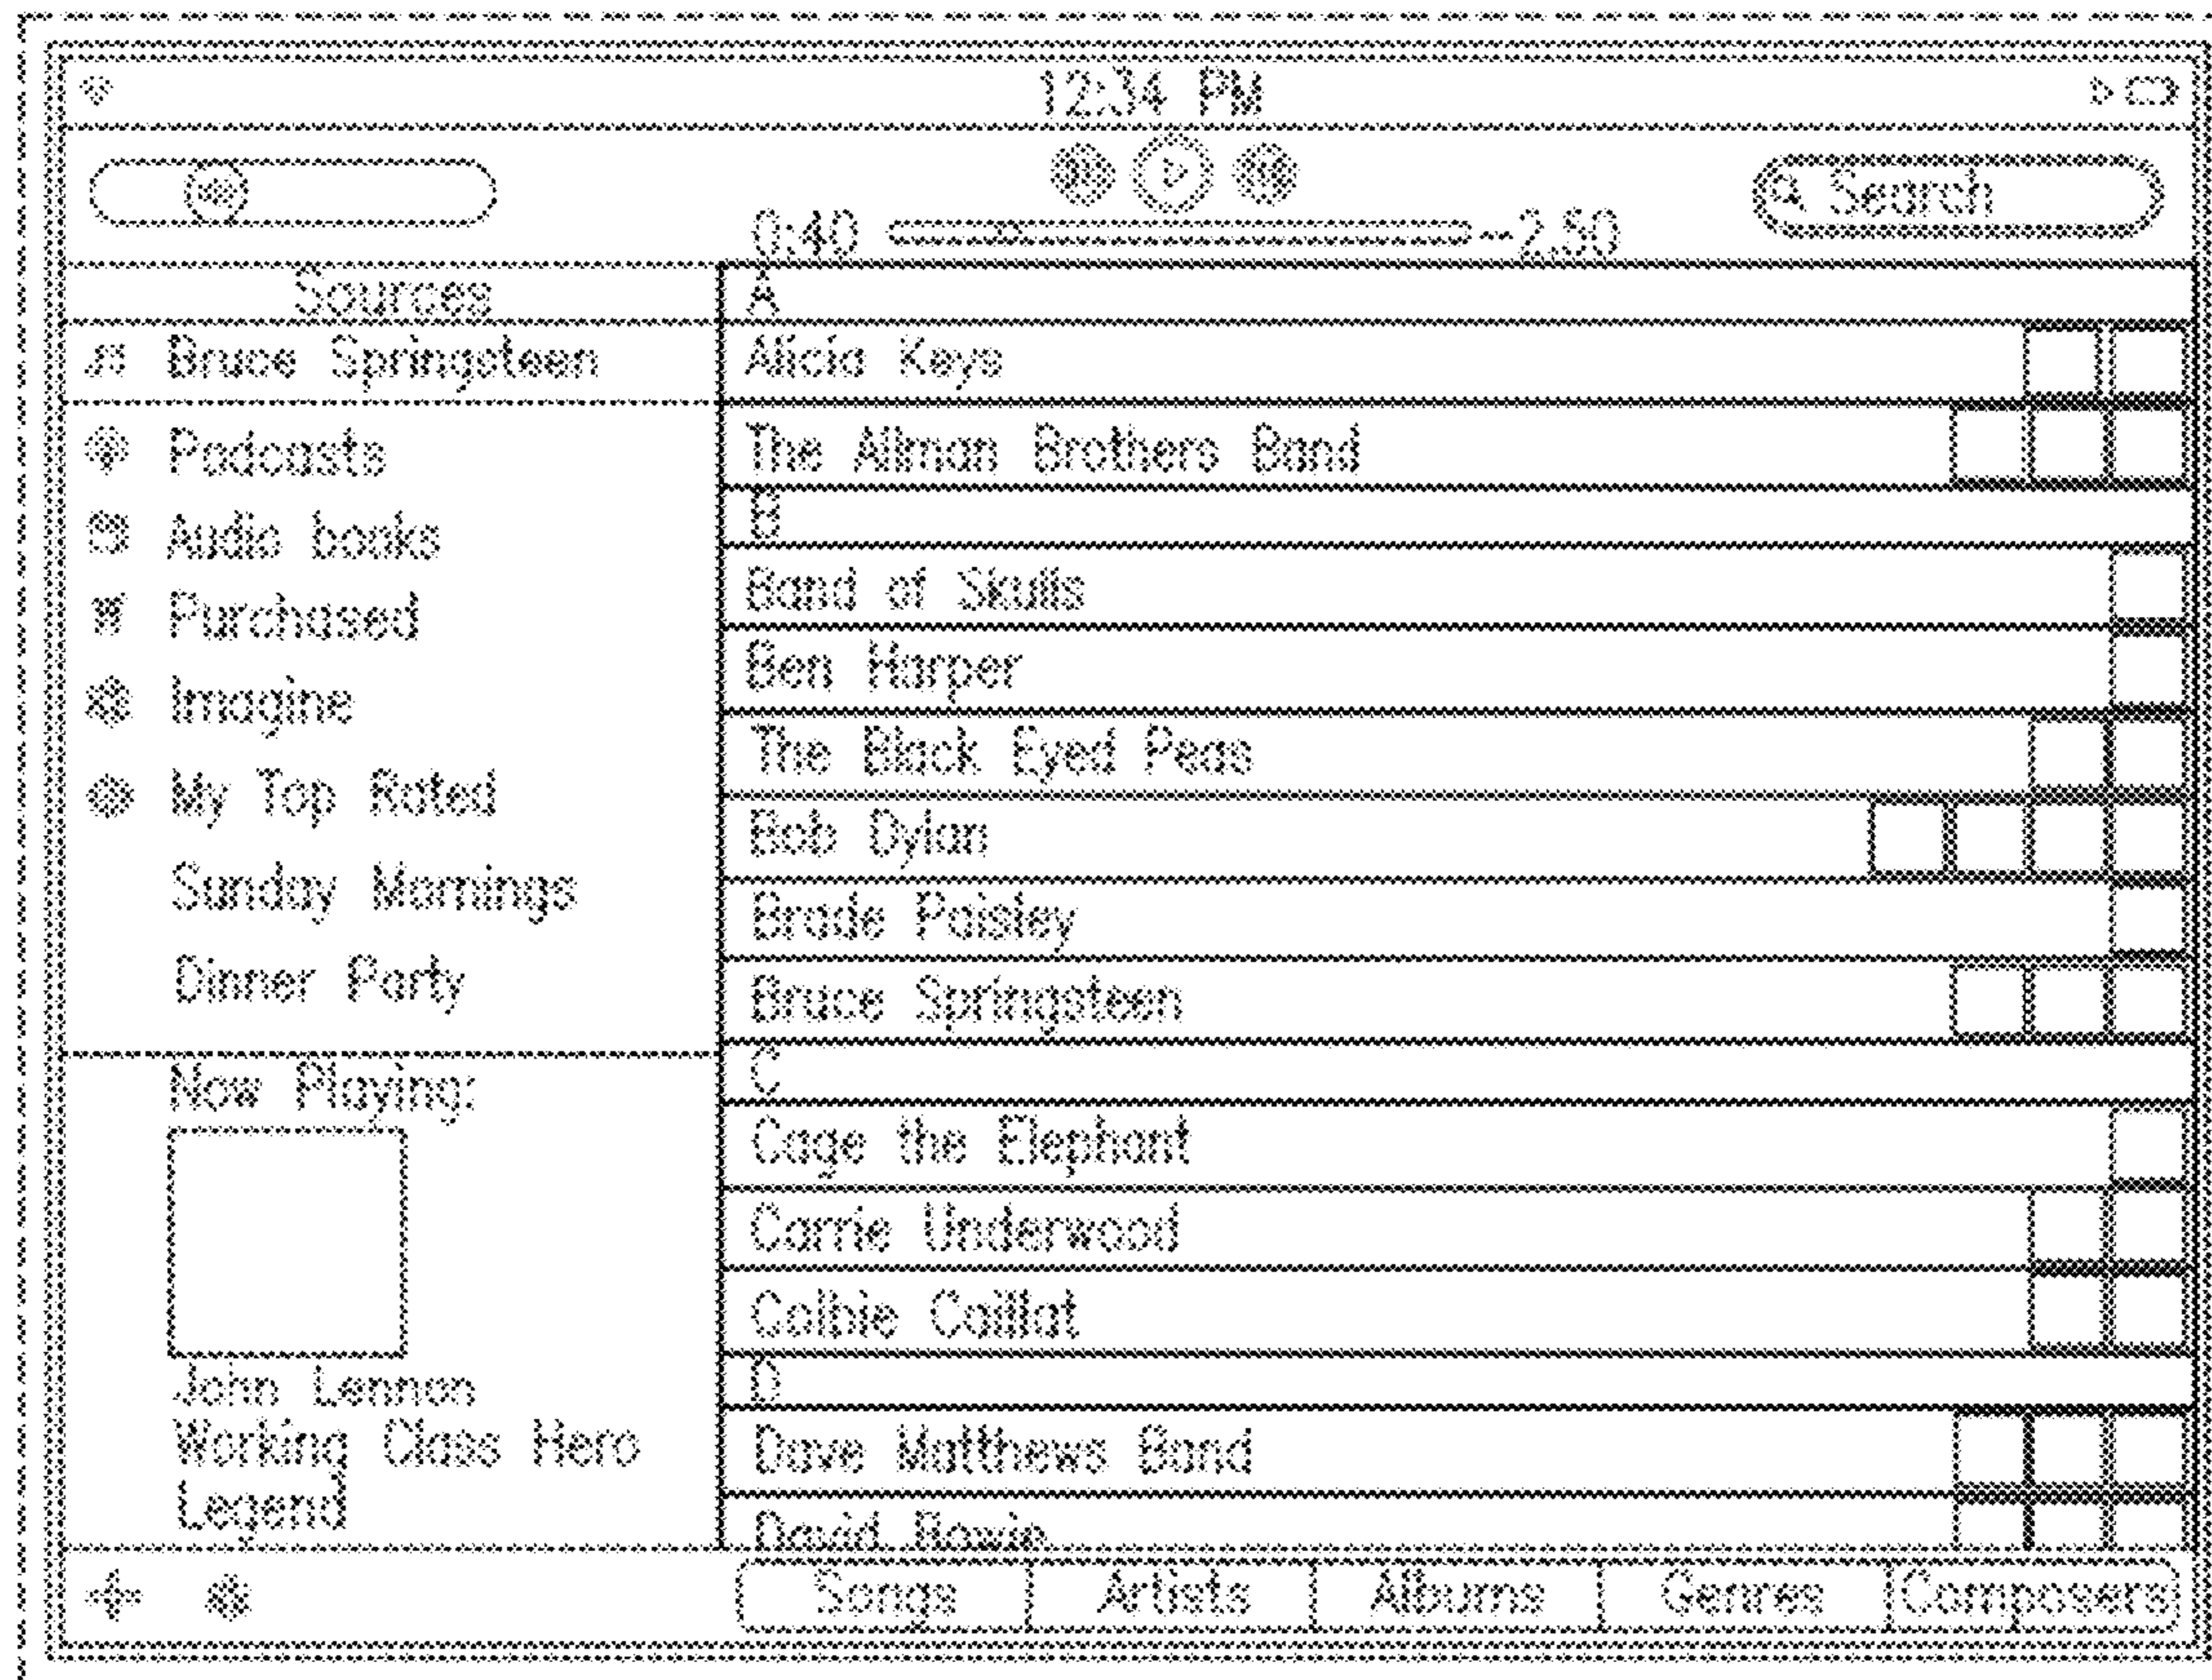 12:34 PM
Search
0:40
-2.50
Sources
Bruce Springsteen
Podcasts
Audio books
Purchased
Imagine
My Top Rated
Sunday Mornings
Dinner Party
Now Playing:
John Lennon
Working Class Hero
Legend
A
Alicia Keys
The Allman Brothers Band
B
Band of Skulls
Ben Harper
The Black Eyed Peas
Bob Dylan
Brade Paisley
Bruce Springsteen
C
Cage the Elephant
Carrie Underwood
Colbie Caillat
D
Dave Matthews Band
David Bowie
Songs
Artists
Albums
Genres
Composers